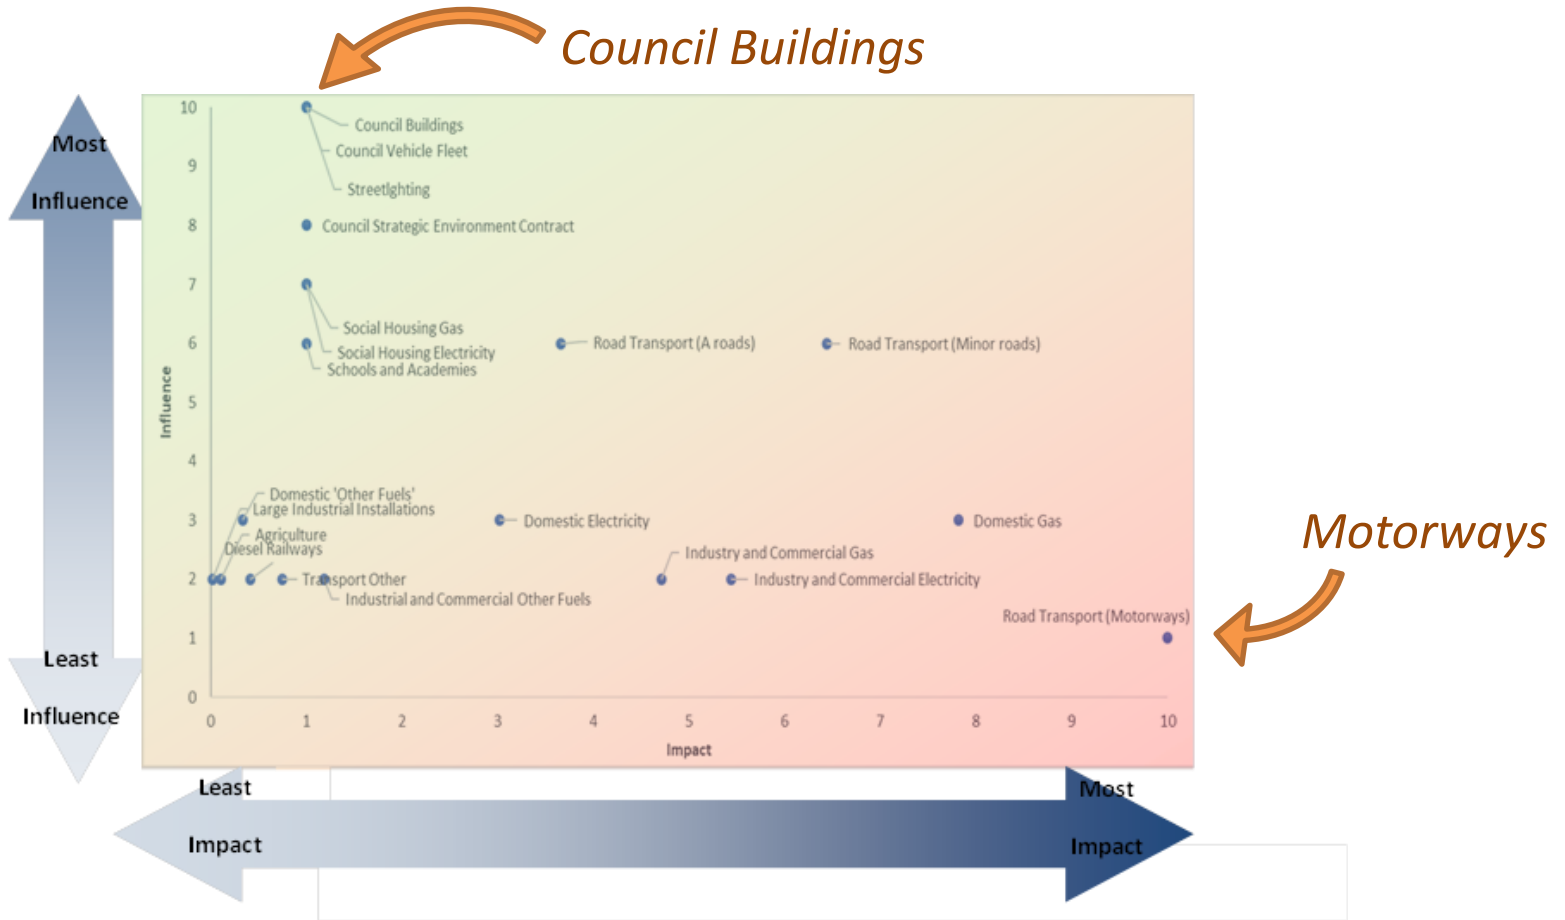 Council Buildings
Most
Influence
10
9
8
7
6
5
4
3
2
1
0
Influence
Council Buildings
Council Vehicle Fleet
Streetlghting
Council Strategic Environment Contract
Social Housing Gas
Social Housing Electricity
Schools and Academies
Road Transport (A roads)
Road Transport (Minor roads)
Domestic 'Other Fuels'
Large Industrial Installations
Agriculture
Diesel Railways
Transport Other
Industrial and Commercial Other Fuels
Domestic Electricity
Domestic Gas
Industry and Commercial Gas
Industry and Commercial Electricity
Road Transport (Motorways)
Motorways
Least
Influence
0 1 2 3 4 5 6 7 8 9 10
Impact
Least
Impact
Most
Impact